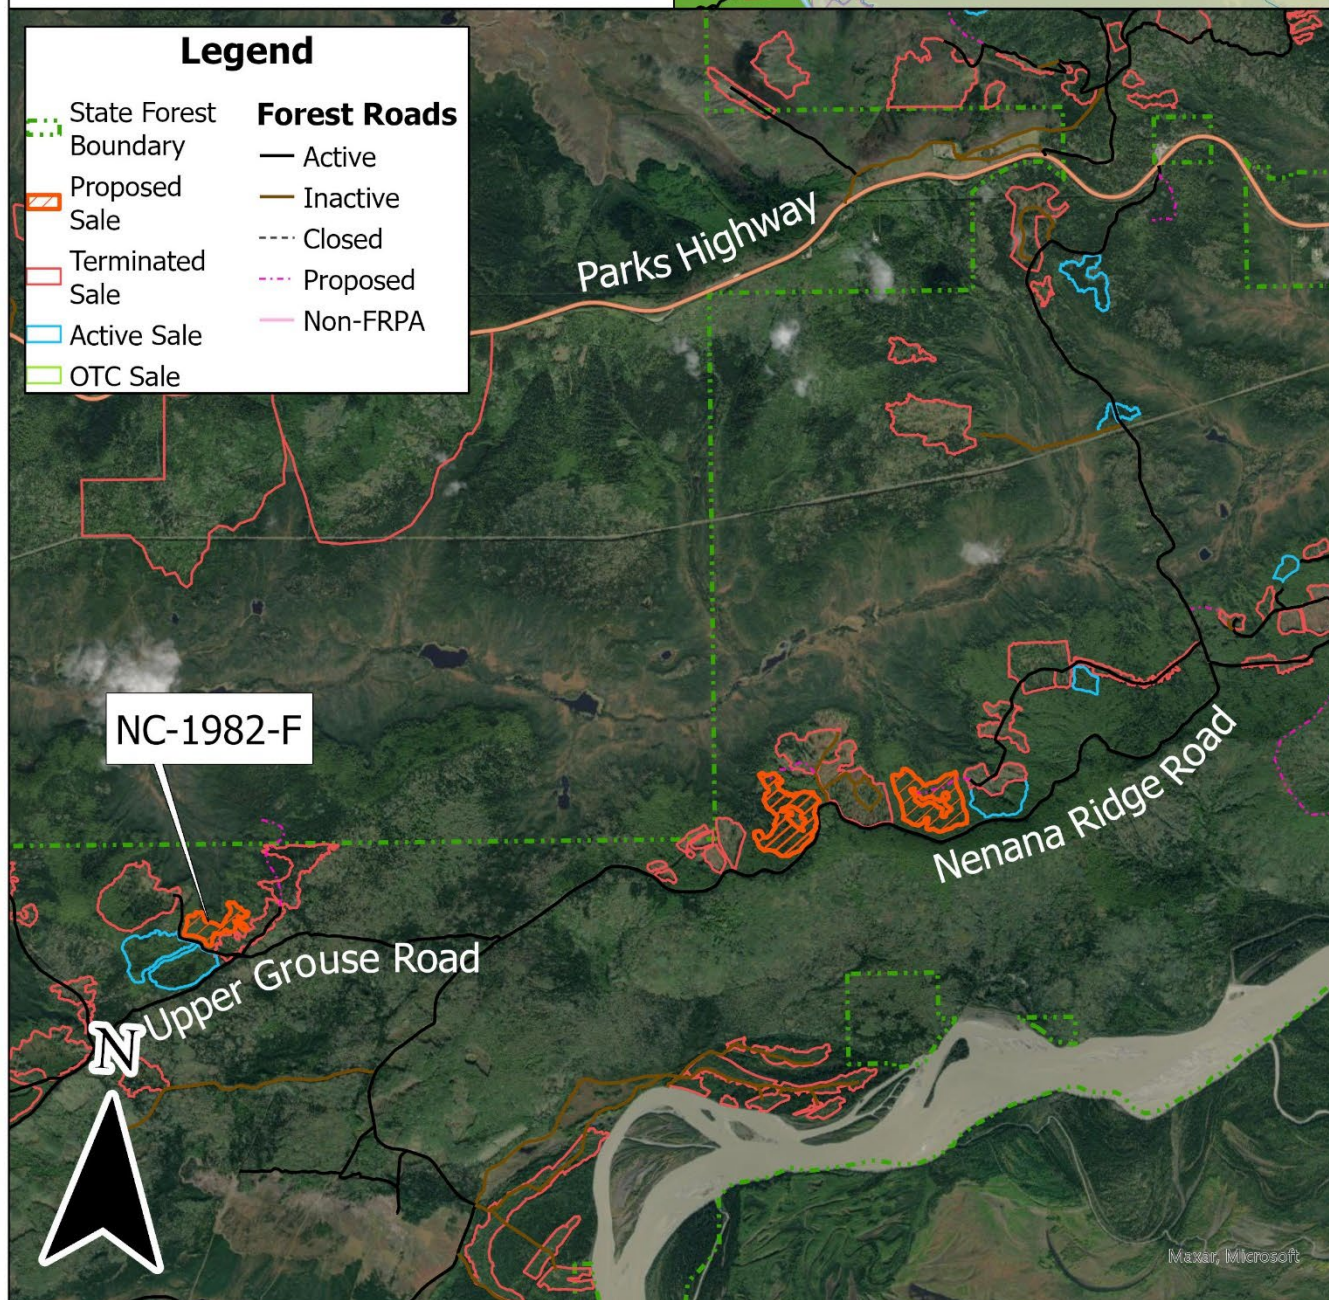 Legend
State Forest
Boundary
Proposed
Sale
Terminated
Sale
Active Sale
OTC Sale
Forest Roads
Active
Inactive
Closed
Proposed
Non-FRPA
Parks Highway
NC-1982-F
Nenana Ridge Road
Upper Grouse Road
N
Maxar, Microsoft